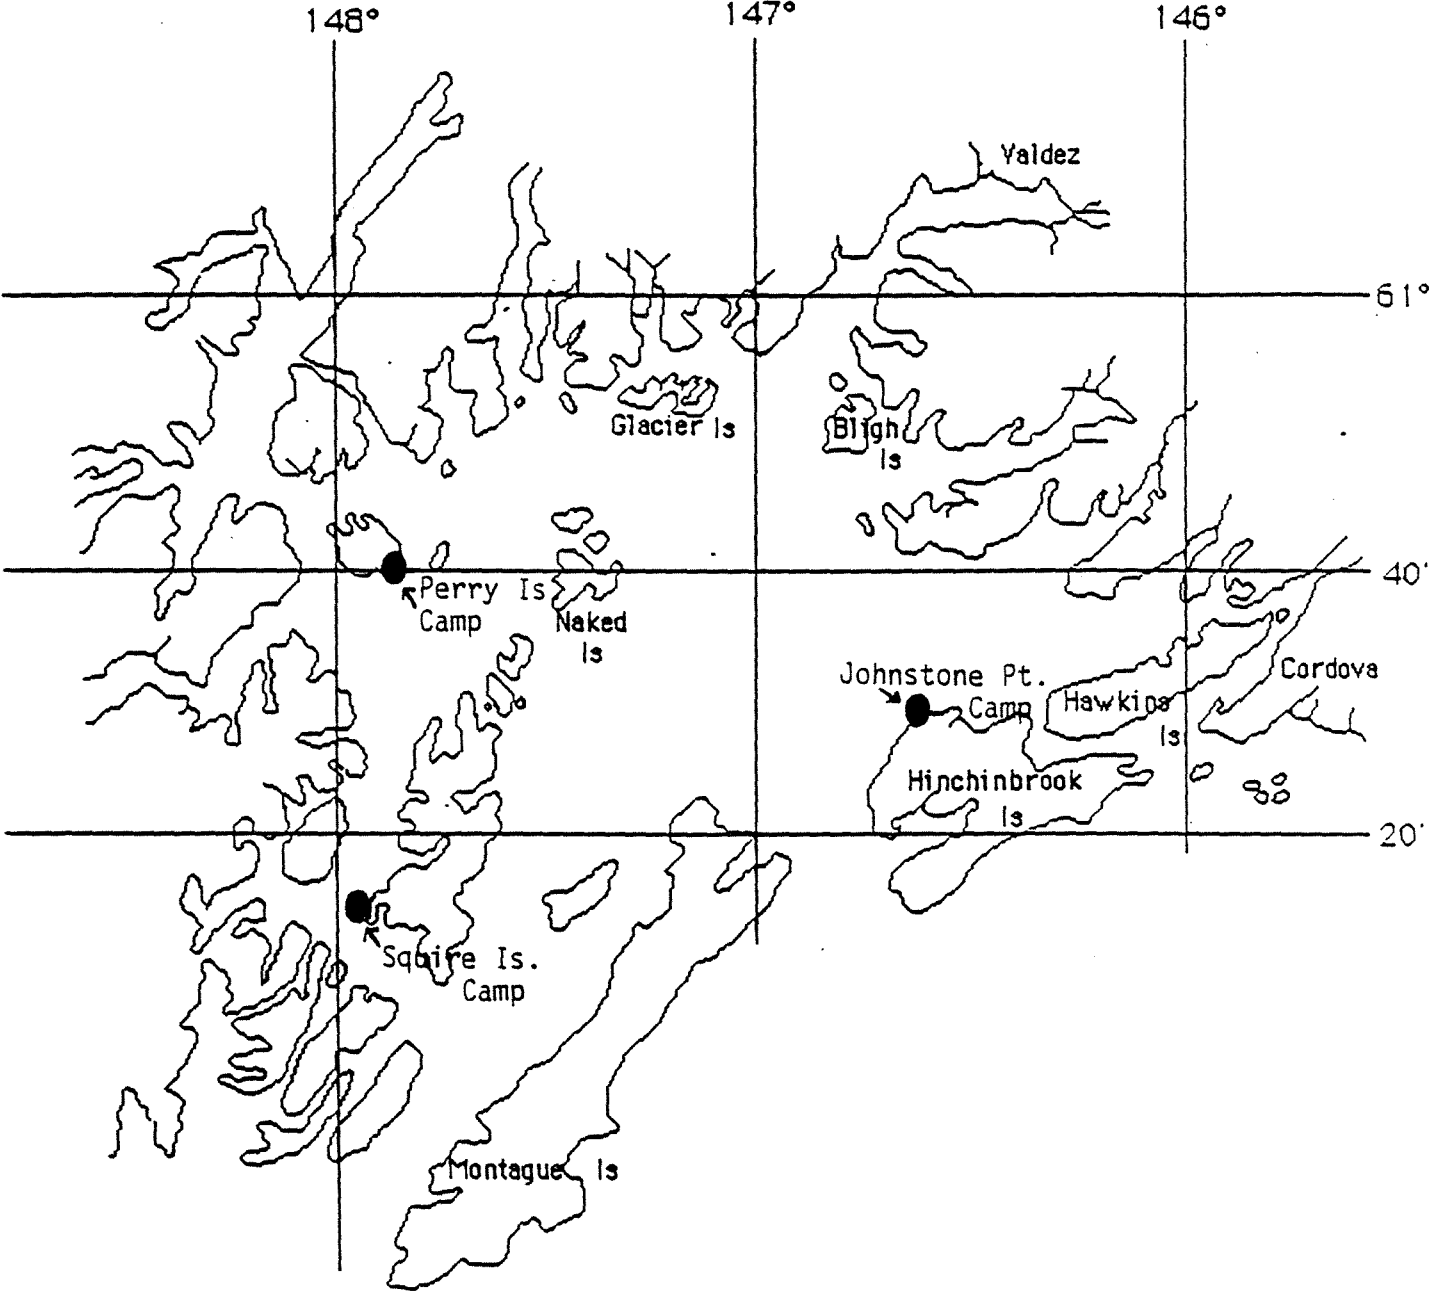 148°
147°
146°
Valdez
61°
Glacier Is
Bligh
Is
40'
Perry Is
Camp
Naked
Is
Johnstone Pt.
Camp
Hawkins
Is
Cordova
Hinchinbrook
Is
20'
Squire Is.
Camp
Montague Is